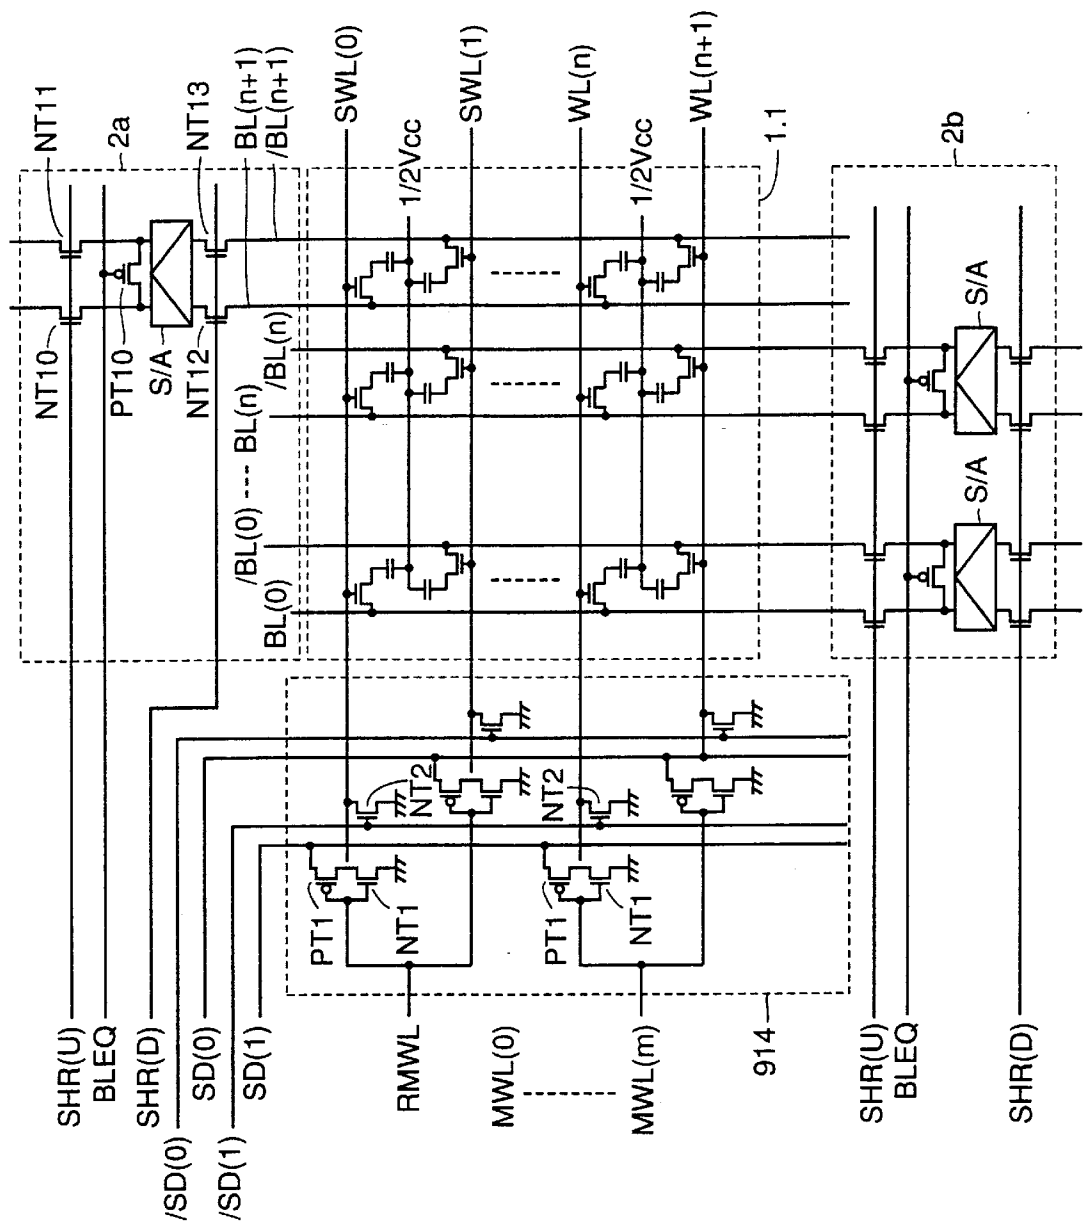 NT11
2a
NT13
BL(n+1)
/BL(n+1)
SWL(0)
1/2Vcc
SWL(1)
WL(n)
1/2Vcc
WL(n+1)
1.1
2b
NT10
PT10
S/A
NT12
/BL(n)
BL(n)
/BL(0)
BL(0)
S/A
S/A
NT2
NT2
PT1
NT1
PT1
NT1
SHR(U)
BLEQ
SHR(D)
/SD(0)
SD(0)
/SD(1)
SD(1)
RMWL
MWL(0)
MWL(m)
914
SHR(U)
BLEQ
SHR(D)